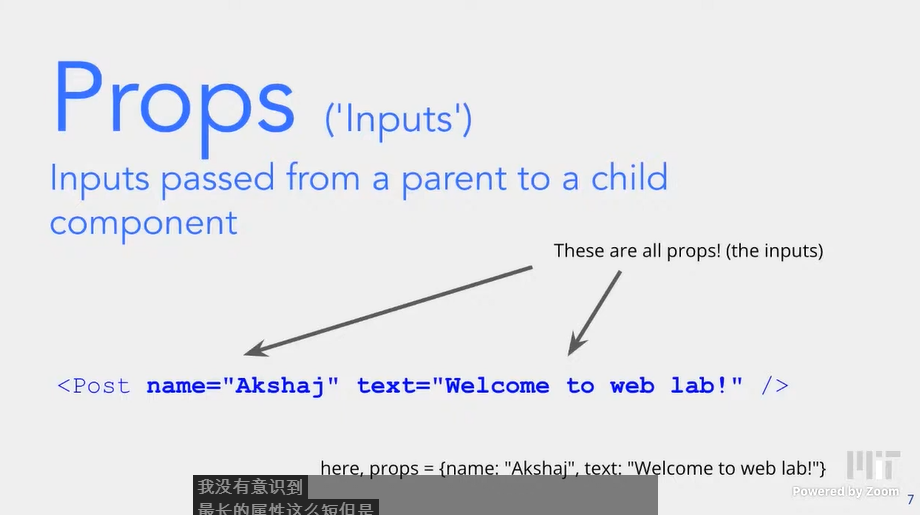 Props ('Inputs')
Inputs passed from a parent to a child
component
These are all props! (the inputs)
<Post name="Akshaj" text="Welcome to web lab!" />
here, props = {name: "Akshaj", text: "Welcome to web lab!"}
MIT
Powered by Zoom
7
我没有意识到
最长的属性这么短但是